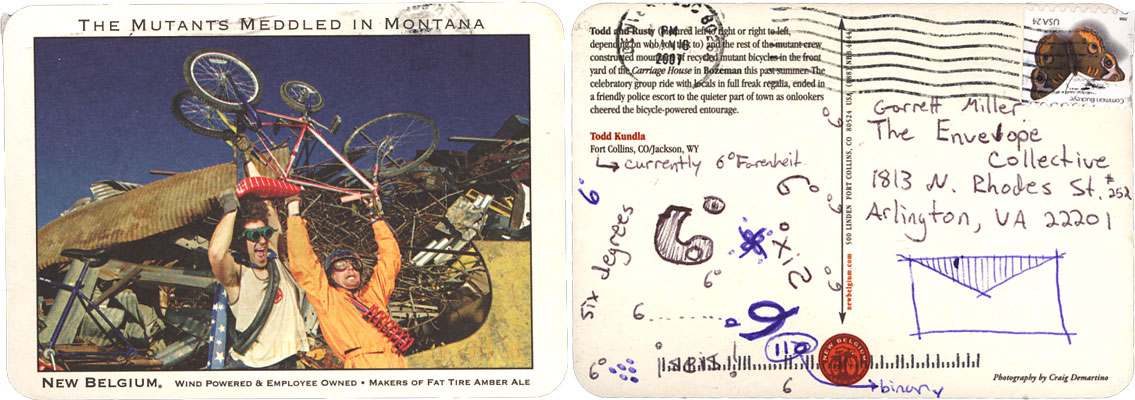 THE MUTANTS MEDDLED IN MONTANA
NEW BELGIUM. WIND POWERED & EMPLOYEE OWNED • MAKERS OF FAT TIRE AMBER ALE
Todd and Rusty (pictured left to right or right to left,
depending on who you talk to) and the rest of the mutant crew
constructed of recycled mutant bicycles in the front
yard of the Carriage House in Bozeman this past summer. The
celebratory group ride with locals in full freak regalia, ended in
a friendly police escort to the quieter part of town as onlookers
cheered the bicycle-powered entourage.
Todd Kundla
Fort Collins, CO/Jackson, WY
currently 6° Farenheit
PM
2007
6°
six degrees
6°
6°
6°
Sixo
6
6°
6
1110
binary
6°
6°
6°
newbelgium.com 500 LINDEN FORT COLLINS, CO 80524 USA (888) NBB-4044
NEW BELGIUM
USA 24
Common Buckeye
Garrett Miller
The Envelope
Collective
1813 N. Rhodes St. #252
Arlington, VA 22201
Photography by Craig Demartino